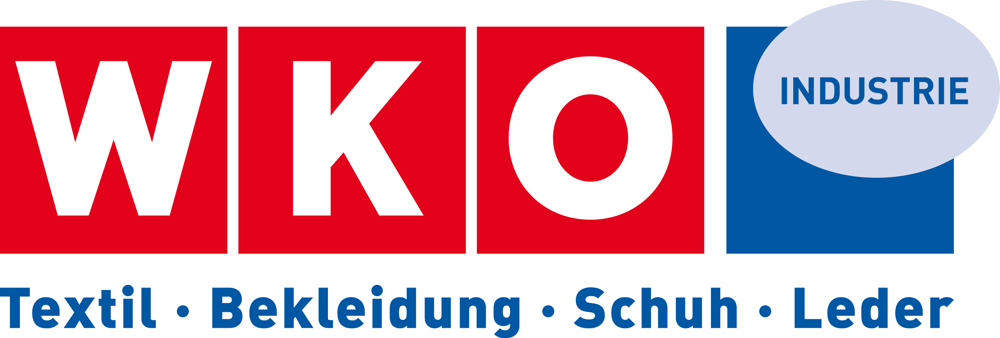 WKO
INDUSTRIE
Textil · Bekleidung · Schuh · Leder